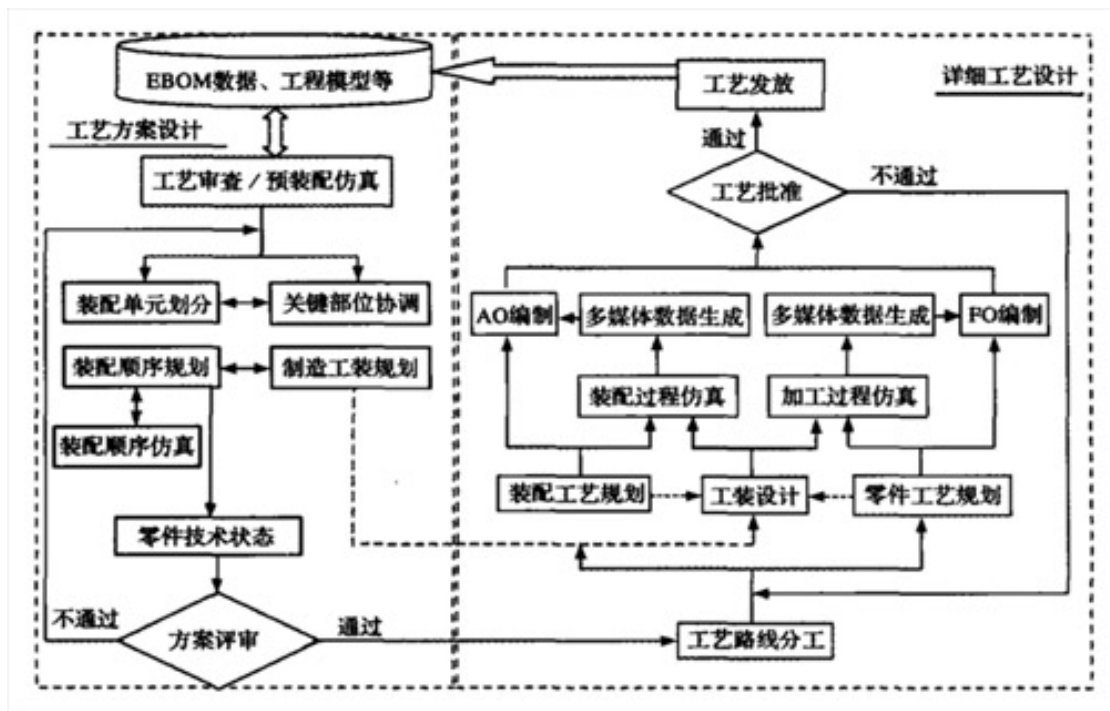 EBOM数据、工程模型等
工艺方案设计
工艺审查／预装配仿真
装配单元划分
关键部位协调
装配顺序规划
制造工装规划
装配顺序仿真
零件技术状态
不通过
方案评审
通过
详细工艺设计
工艺发放
通过
工艺批准
不通过
AO编制
多媒体数据生成
多媒体数据生成
FO编制
装配过程仿真
加工过程仿真
装配工艺规划
工装设计
零件工艺规划
工艺路线分工